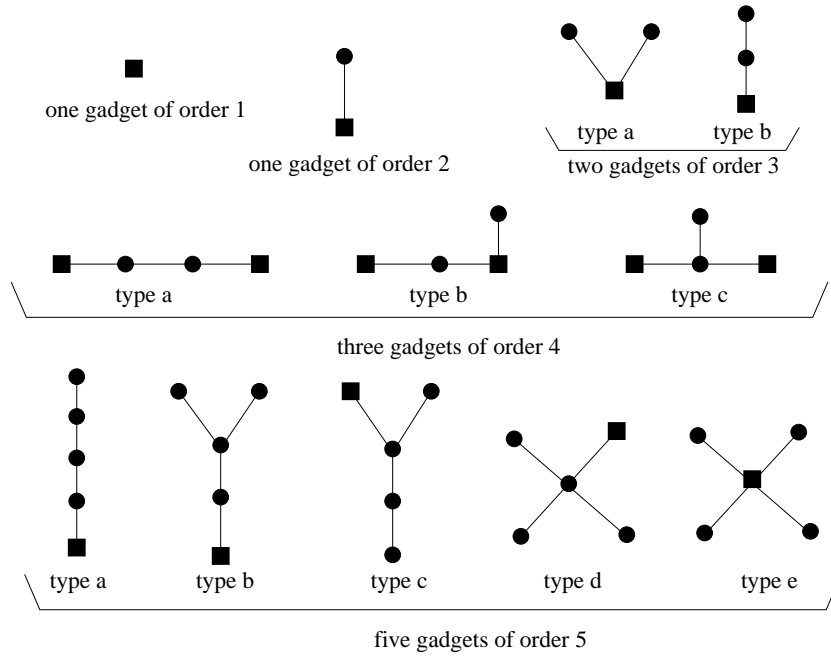 one gadget of order 1
one gadget of order 2
type a
type b
two gadgets of order 3
type a
type b
type c
three gadgets of order 4
type a
type b
type c
type d
type e
five gadgets of order 5